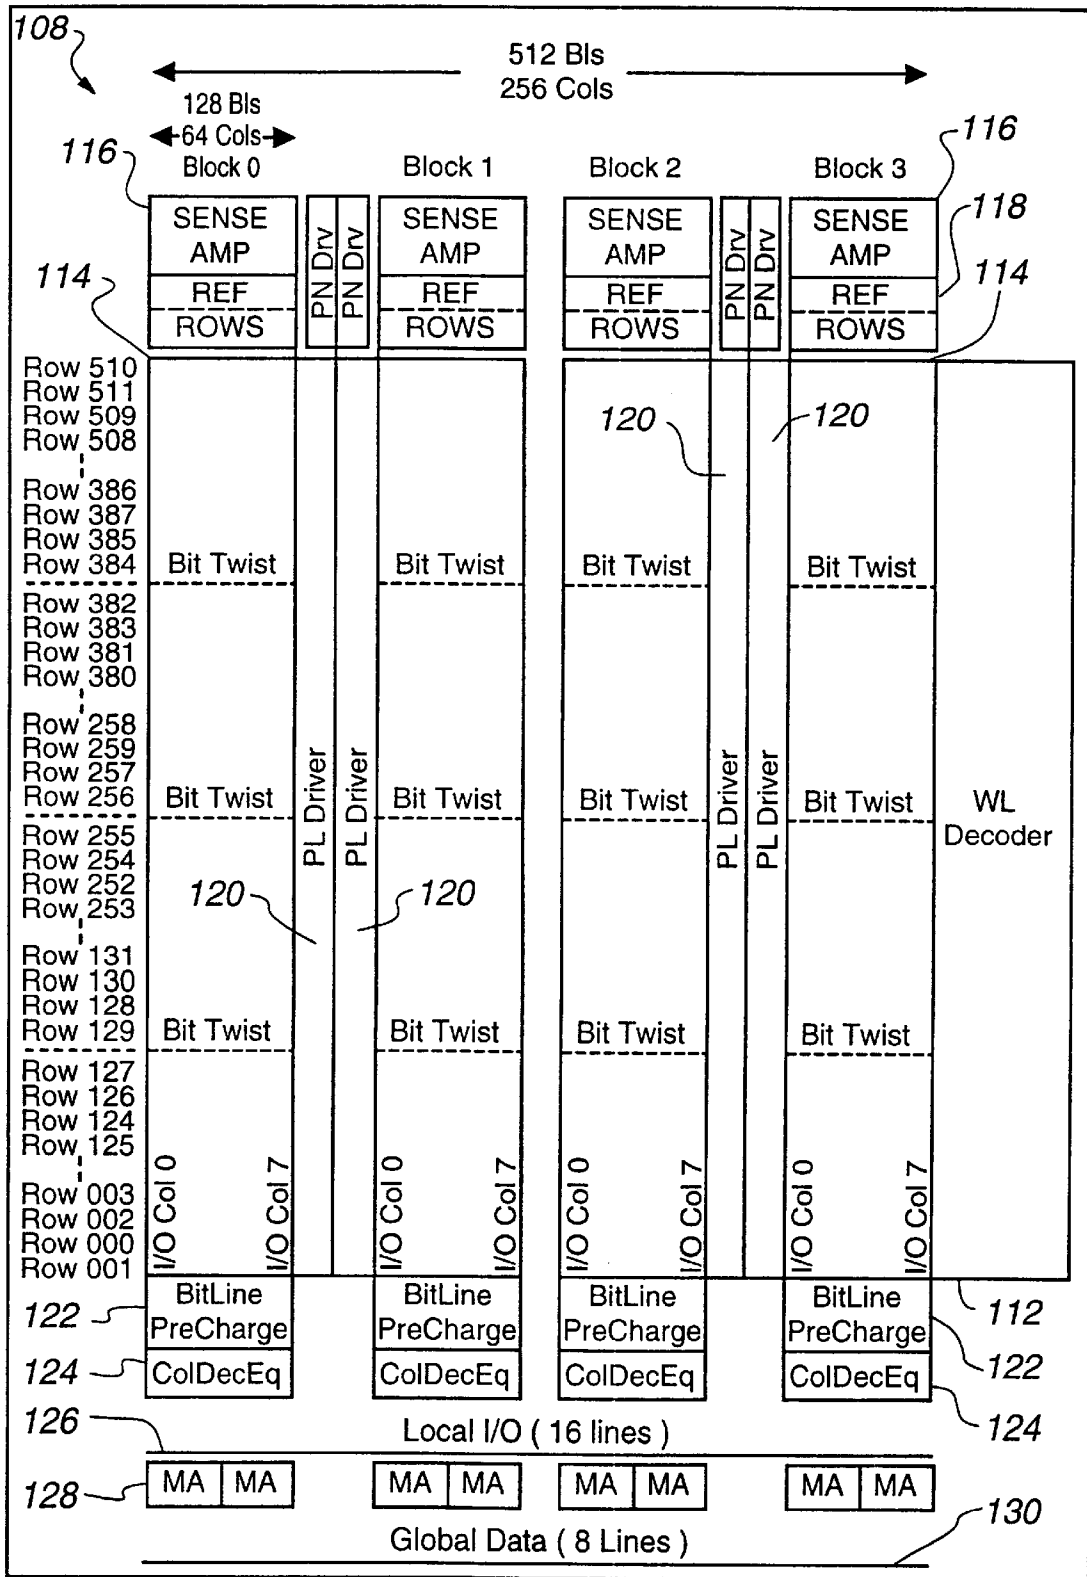 108
512 Bls
256 Cols
128 Bls
64 Cols
Block 0
Block 1
Block 2
Block 3
116
116
118
114
114
SENSE AMP
REF
ROWS
PN Drv
PN Drv
SENSE AMP
REF
ROWS
SENSE AMP
REF
ROWS
PN Drv
PN Drv
SENSE AMP
REF
ROWS
Row 510
Row 511
Row 509
Row 508
Row 386
Row 387
Row 385
Row 384
Row 382
Row 383
Row 381
Row 380
Row 258
Row 259
Row 257
Row 256
Row 255
Row 254
Row 252
Row 253
Row 131
Row 130
Row 128
Row 129
Row 127
Row 126
Row 124
Row 125
Row 003
Row 002
Row 000
Row 001
120
120
Bit Twist
Bit Twist
Bit Twist
Bit Twist
Bit Twist
Bit Twist
Bit Twist
Bit Twist
PL Driver
PL Driver
PL Driver
PL Driver
WL
Decoder
120
120
Bit Twist
Bit Twist
Bit Twist
Bit Twist
I/O Col 0
I/O Col 7
I/O Col 0
I/O Col 7
I/O Col 0
I/O Col 7
I/O Col 0
I/O Col 7
122
BitLine
PreCharge
BitLine
PreCharge
BitLine
PreCharge
BitLine
PreCharge
112
122
124
ColDecEq
ColDecEq
ColDecEq
ColDecEq
124
126
Local I/O ( 16 lines )
128
MA MA
MA MA
MA MA
MA MA
130
Global Data ( 8 Lines )